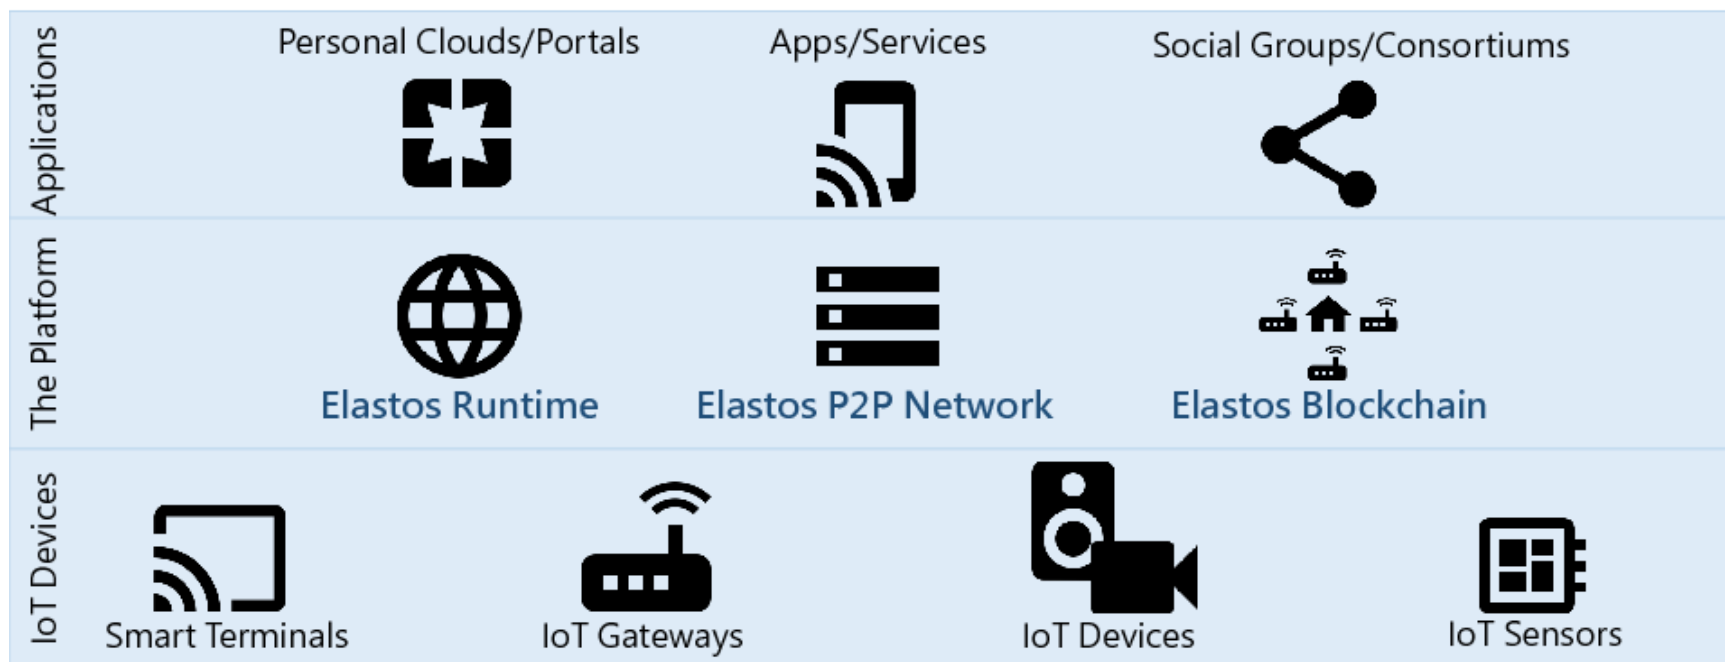 Applications
Personal Clouds/Portals
Apps/Services
Social Groups/Consortiums
The Platform
Elastos Runtime
Elastos P2P Network
Elastos Blockchain
IoT Devices
Smart Terminals
IoT Gateways
IoT Devices
IoT Sensors